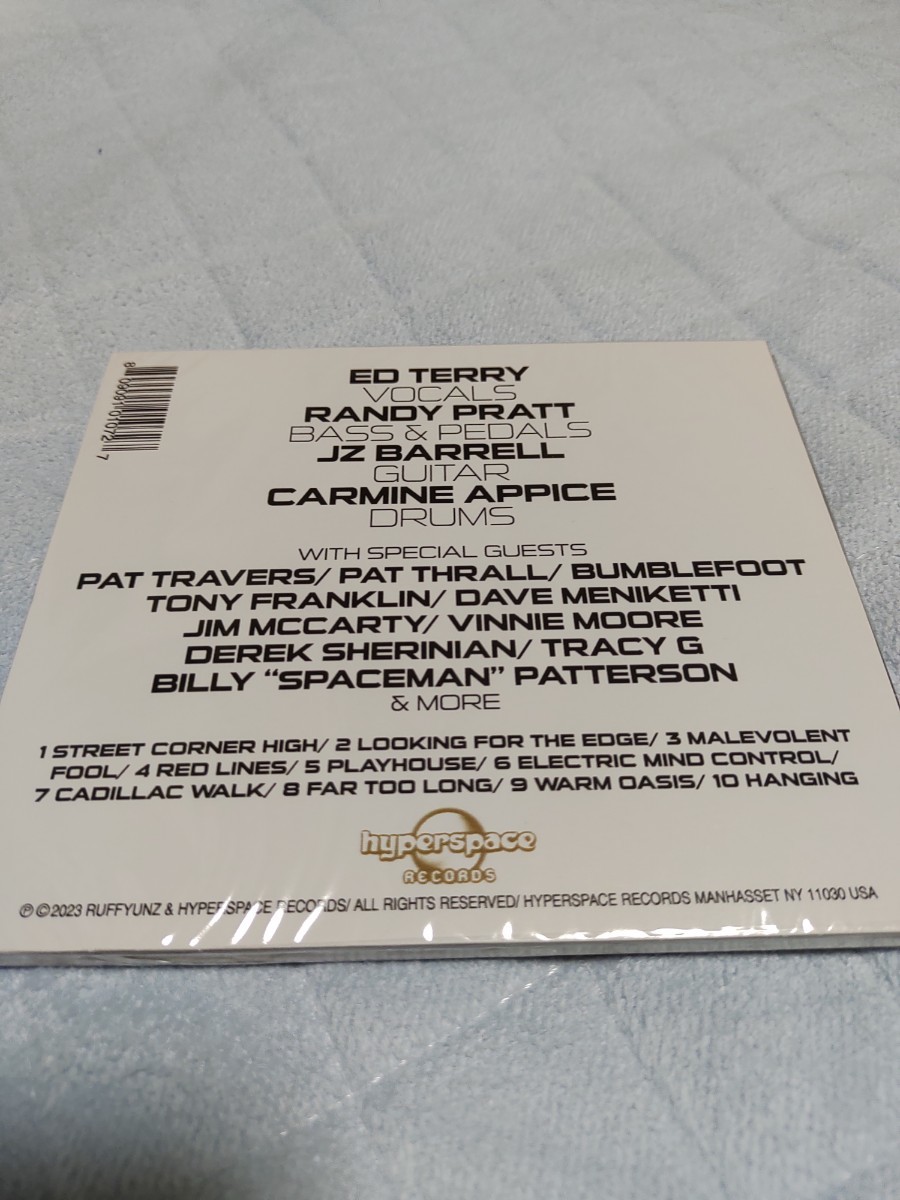 ED TERRY
VOCALS
RANDY PRATT
BASS & PEDALS
JZ BARRELL
GUITAR
CARMINE APPICE
DRUMS
WITH SPECIAL GUESTS
PAT TRAVERS/ PAT THRALL/ BUMBLEFOOT
TONY FRANKLIN/ DAVE MENIKETTI
JIM MCCARTY/ VINNIE MOORE
DEREK SHERINIAN/ TRACY G
BILLY “SPACEMAN” PATTERSON
& MORE
1 STREET CORNER HIGH/ 2 LOOKING FOR THE EDGE/ 3 MALEVOLENT
FOOL/ 4 RED LINES/ 5 PLAYHOUSE/ 6 ELECTRIC MIND CONTROL/
7 CADILLAC WALK/ 8 FAR TOO LONG/ 9 WARM OASIS/ 10 HANGING
hyperspace
RECORDS
℗©2023 RUFFYUNZ & HYPERSPACE RECORDS/ ALL RIGHTS RESERVED/ HYPERSPACE RECORDS MANHASSET NY 11030 USA